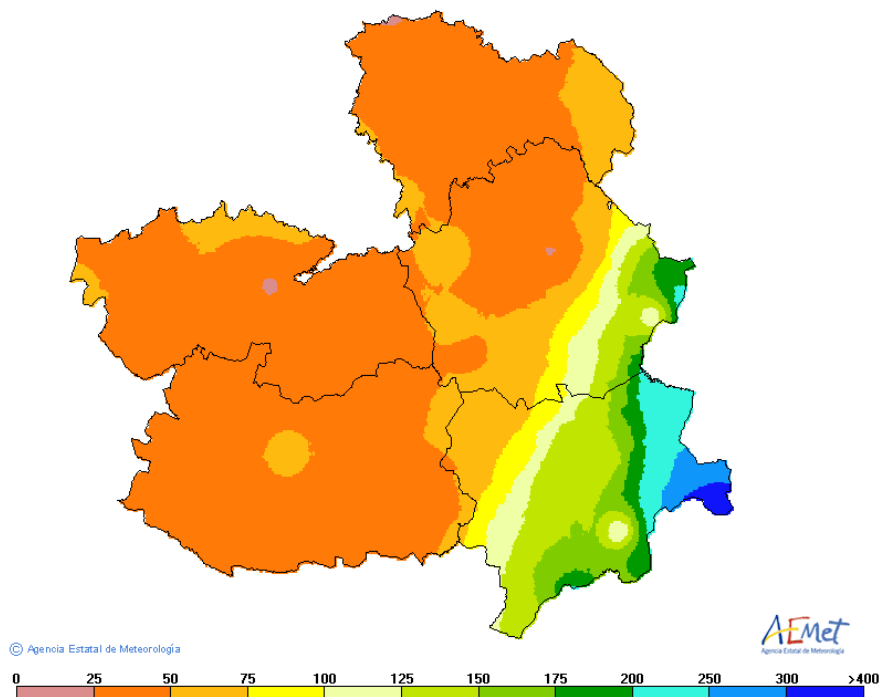 AEMet
Agencia Estatal de Meteorología
© Agencia Estatal de Meteorología
0 25 50 75 100 125 150 175 200 250 300 >400